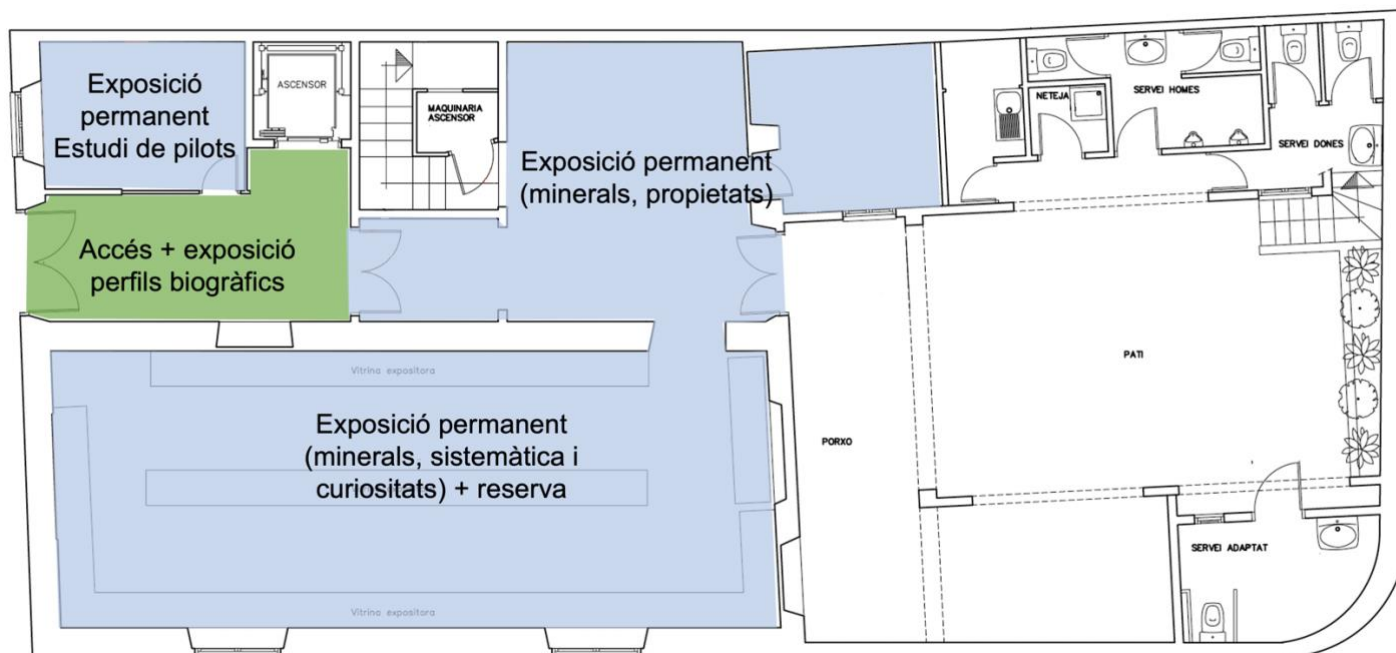 Exposició
permanent
Estudi de pilots
ASCENSOR
MAQUINARIA
ASCENSOR
Exposició permanent
(minerals, propietats)
NETEJA
SERVEI HOMES
SERVEI DONES
Accés + exposició
perfils biogràfics
Vitrina expositora
Exposició permanent
(minerals, sistemàtica i
curiositats) + reserva
Vitrina expositora
PORXO
PATI
SERVEI ADAPTAT